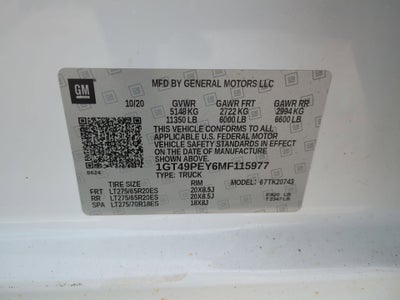 GM
MFD BY GENERAL MOTORS LLC
10/20 GVWR GAWR FRT GAWR RR
5148 KG 2722 KG 2994 KG
11350 LB 6000 LB 6600 LB
THIS VEHICLE CONFORMS TO ALL
APPLICABLE U.S. FEDERAL MOTOR
VEHICLE SAFETY STANDARDS IN EFFECT
ON THE DATE OF MANUFACTURE
SHOWN ABOVE.
1GT49PEY6MF115977
TYPE: TRUCK
MODEL: 67TK20743
RIM
FRT LT275/65R20ES 20X8.5J
RR LT275/65R20ES 20X8.5J
SPA LT275/70R18ES 18X8J